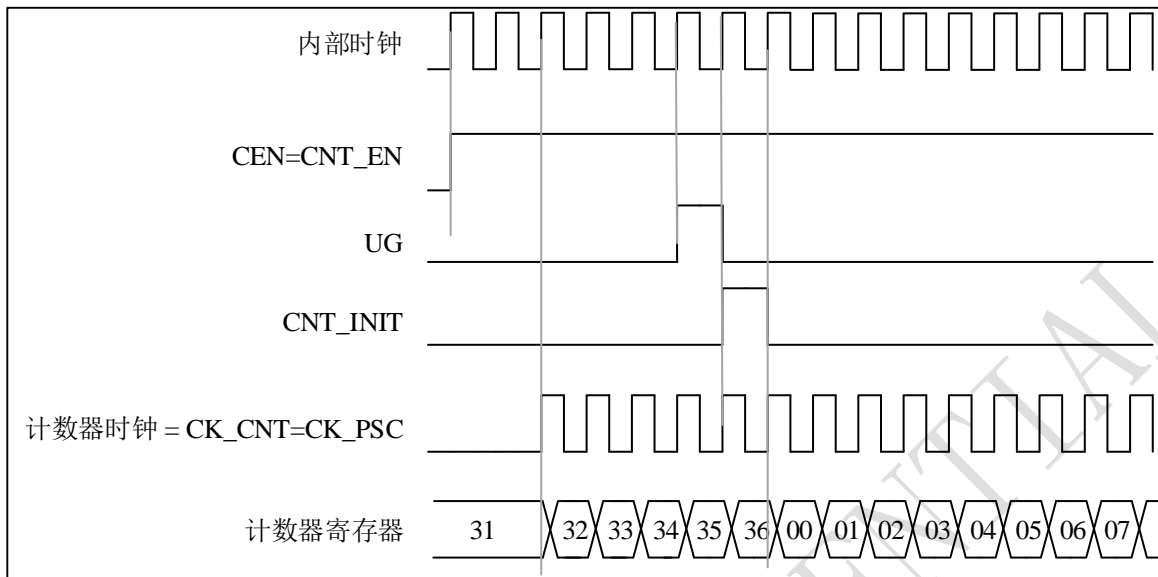 内部时钟
CEN=CNT_EN
UG
CNT_INIT
计数器时钟 = CK_CNT=CK_PSC
计数器寄存器 31 32 33 34 35 36 00 01 02 03 04 05 06 07
ENTIAL